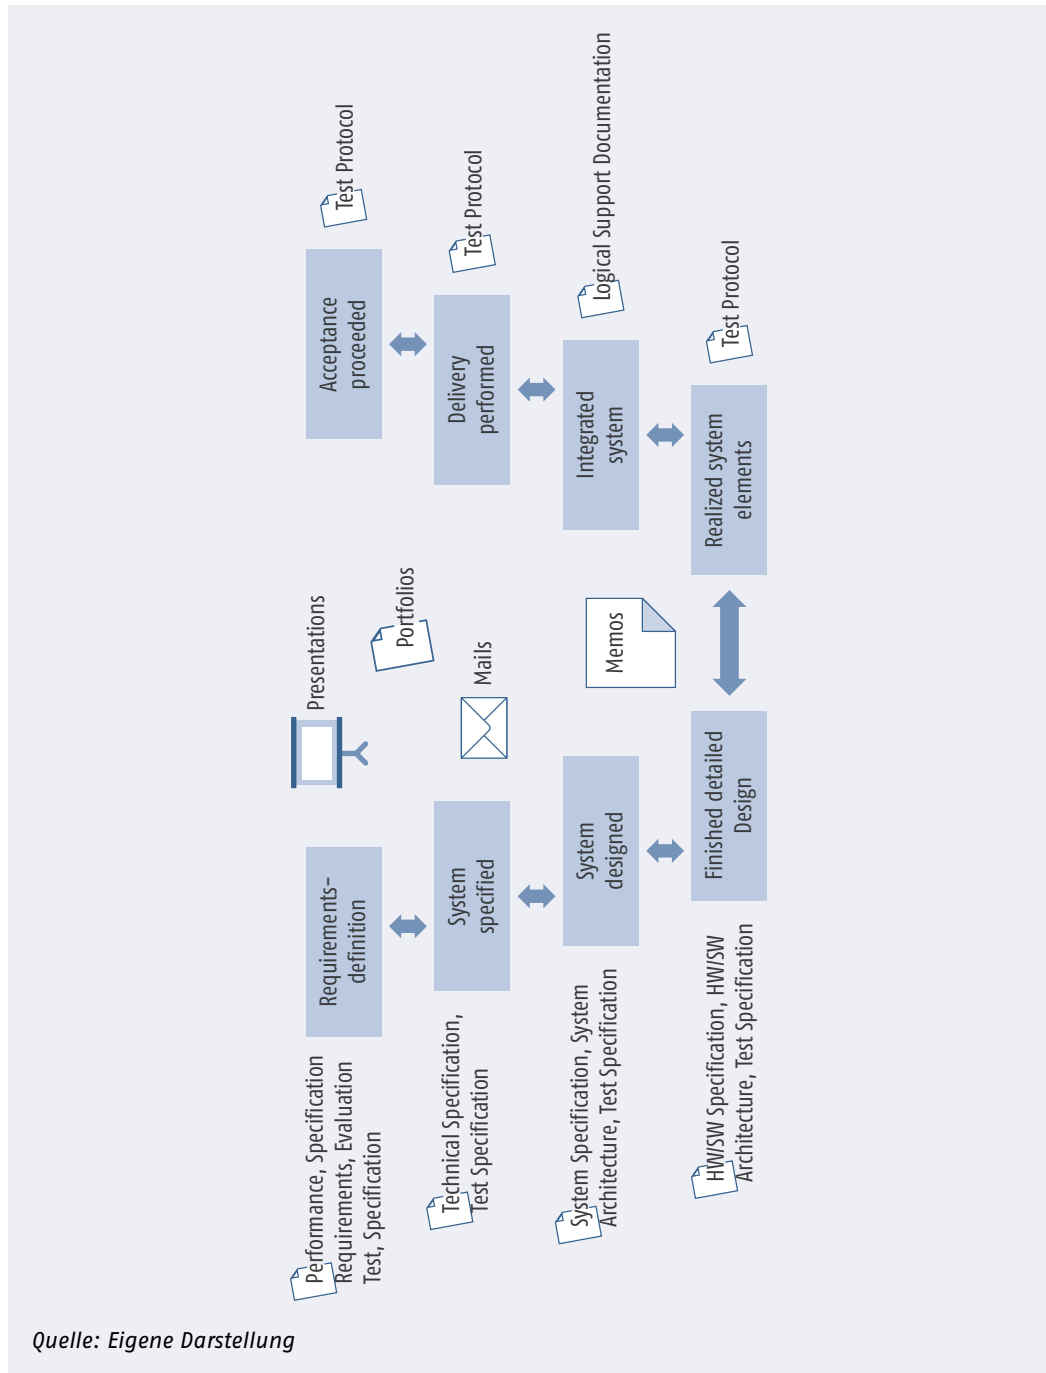 Performance, Specification
Requirements, Evaluation
Test, Specification
Requirements-
definition
Presentations
Portfolios
Acceptance
proceeded
Test Protocol
Technical Specification,
Test Specification
System
specified
Mails
Delivery
performed
Test Protocol
System Specification, System
Architecture, Test Specification
System
designed
Memos
Integrated
system
Logical Support Documentation
HW/SW Specification, HW/SW
Architecture, Test Specification
Finished detailed
Design
Realized system
elements
Test Protocol
Quelle: Eigene Darstellung